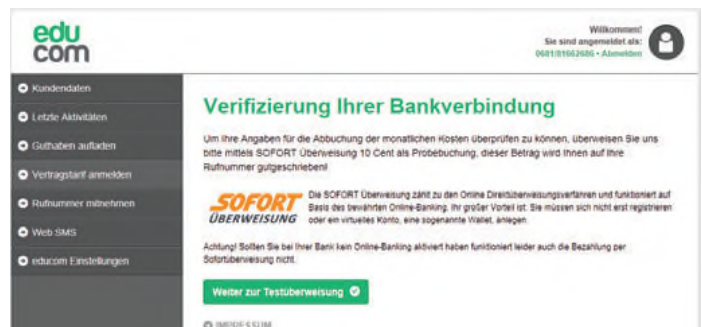 edu
com
Willkommen!
Sie sind angemeldet als:
0681/81662686 • Abmelden
Kundendaten
Letzte Aktivitäten
Guthaben aufladen
Vertragstarif anmelden
Rufnummer mitnehmen
Web SMS
educom Einstellungen
Verifizierung Ihrer Bankverbindung
Um Ihre Angaben für die Abbuchung der monatlichen Kosten überprüfen zu können, überweisen Sie uns
bitte mittels SOFORT Überweisung 10 Cent als Probebuchung, dieser Betrag wird Ihnen auf Ihre
Rufnummer gutgeschrieben!
SOFORT
ÜBERWEISUNG
Die SOFORT Überweisung zählt zu den Online Direktüberweisungsverfahren und funktioniert auf
Basis des bewährten Online-Banking. Ihr großer Vorteil ist: Sie müssen sich nicht erst registrieren
oder ein virtuelles Konto, eine sogenannte Wallet, anlegen.
Achtung! Sollten Sie bei Ihrer Bank kein Online-Banking aktiviert haben funktioniert leider auch die Bezahlung per
Sofortüberweisung nicht.
Weiter zur Testüberweisung
IMPRESSUM